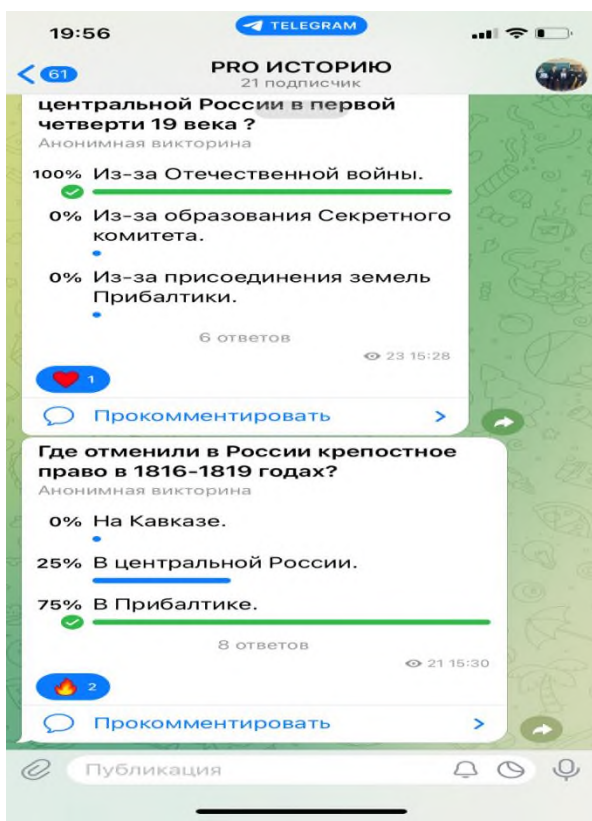 19:56
TELEGRAM
61
PRO ИСТОРИЮ
21 подписчик
центральной России в первой
четверти 19 века ?
Анонимная викторина
100% Из-за Отечественной войны.
0% Из-за образования Секретного
комитета.
0% Из-за присоединения земель
Прибалтики.
6 ответов
23 15:28
1
Прокомментировать
Где отменили в России крепостное
право в 1816-1819 годах?
Анонимная викторина
0% На Кавказе.
25% В центральной России.
75% В Прибалтике.
8 ответов
21 15:30
2
Прокомментировать
Публикация